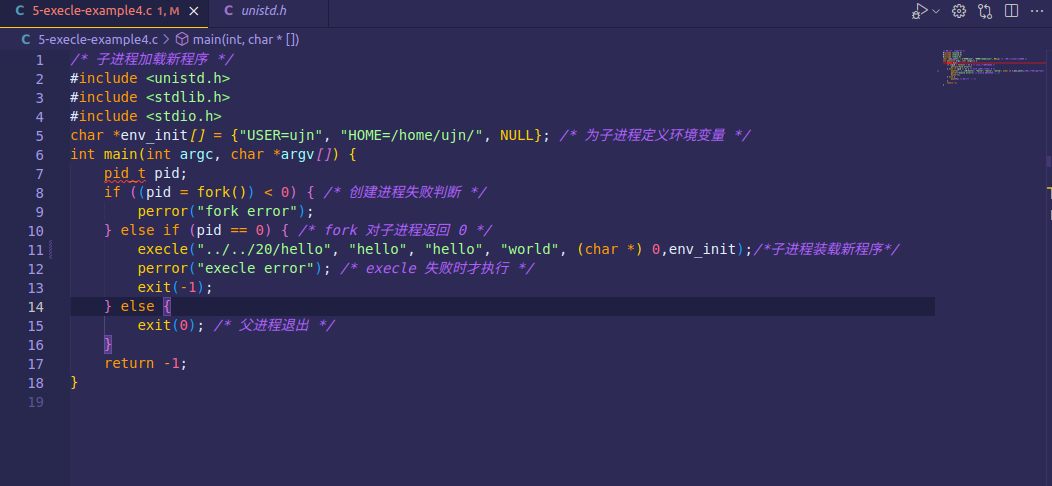 5-execle-example4.c 1, M
unistd.h
5-execle-example4.c > main(int, char * [])
1 /* 子进程加载新程序 */
2 #include <unistd.h>
3 #include <stdlib.h>
4 #include <stdio.h>
5 char *env_init[] = {"USER=ujn", "HOME=/home/ujn/", NULL}; /* 为子进程定义环境变量 */
6 int main(int argc, char *argv[]) {
7 pid_t pid;
8 if ((pid = fork()) < 0) { /* 创建进程失败判断 */
9 perror("fork error");
10 } else if (pid == 0) { /* fork 对子进程返回 0 */
11 execle("../../20/hello", "hello", "hello", "world", (char *) 0,env_init);/*子进程装载新程序*/
12 perror("execle error"); /* execle 失败时才执行 */
13 exit(-1);
14 } else {
15 exit(0); /* 父进程退出 */
16 }
17 return -1;
18 }
19